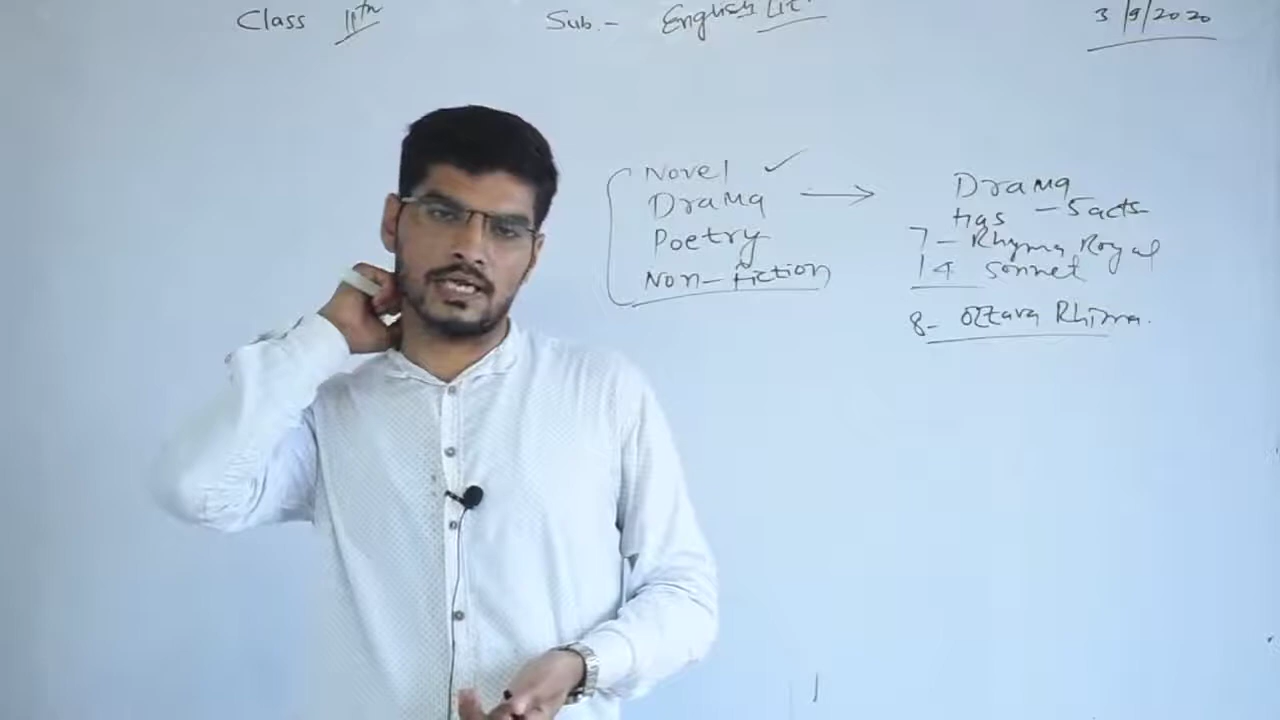 Class 11th Sub.- English Lit. 3/9/2020
Novel ✓
Drama →
Poetry
Non-fiction
Drama
has - 5 acts
7 - Rhyma Royal
14 Sonnet
8- Ottava Rhima.